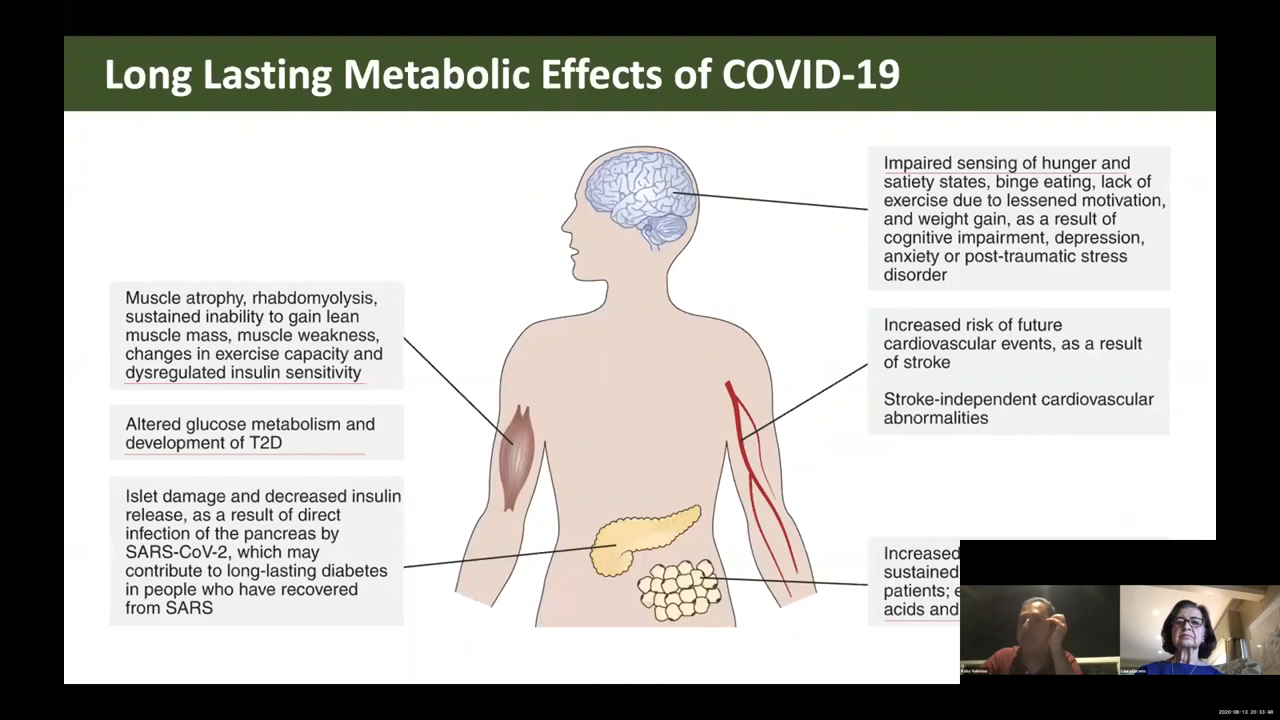 Long Lasting Metabolic Effects of COVID-19
Impaired sensing of hunger and
satiety states, binge eating, lack of
exercise due to lessened motivation,
and weight gain, as a result of
cognitive impairment, depression,
anxiety or post-traumatic stress
disorder
Muscle atrophy, rhabdomyolysis,
sustained inability to gain lean
muscle mass, muscle weakness,
changes in exercise capacity and
dysregulated insulin sensitivity
Increased risk of future
cardiovascular events, as a result
of stroke
Stroke-independent cardiovascular
abnormalities
Altered glucose metabolism and
development of T2D
Islet damage and decreased insulin
release, as a result of direct
infection of the pancreas by
SARS-CoV-2, which may
contribute to long-lasting diabetes
in people who have recovered
from SARS
Increased
sustained
patients;
acids and
2020-08-13 20:33:48